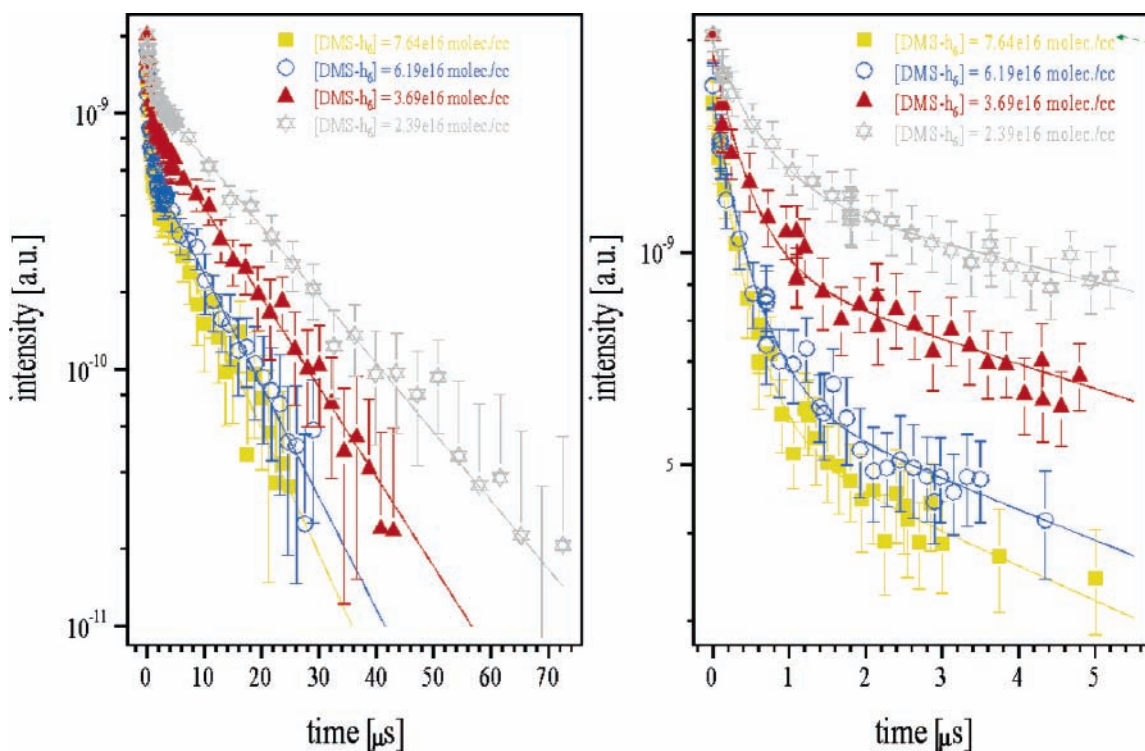 [DMS-h6] = 7.64e16 molec./cc
[DMS-h6] = 6.19e16 molec./cc
[DMS-h6] = 3.69e16 molec./cc
[DMS-h6] = 2.39e16 molec./cc
10-9
10-10
10-11
intensity [a.u.]
0 10 20 30 40 50 60 70
time [μs]
[DMS-h6] = 7.64e16 molec./cc
[DMS-h6] = 6.19e16 molec./cc
[DMS-h6] = 3.69e16 molec./cc
[DMS-h6] = 2.39e16 molec./cc
10-9
5
intensity [a.u.]
0 1 2 3 4 5
time [μs]